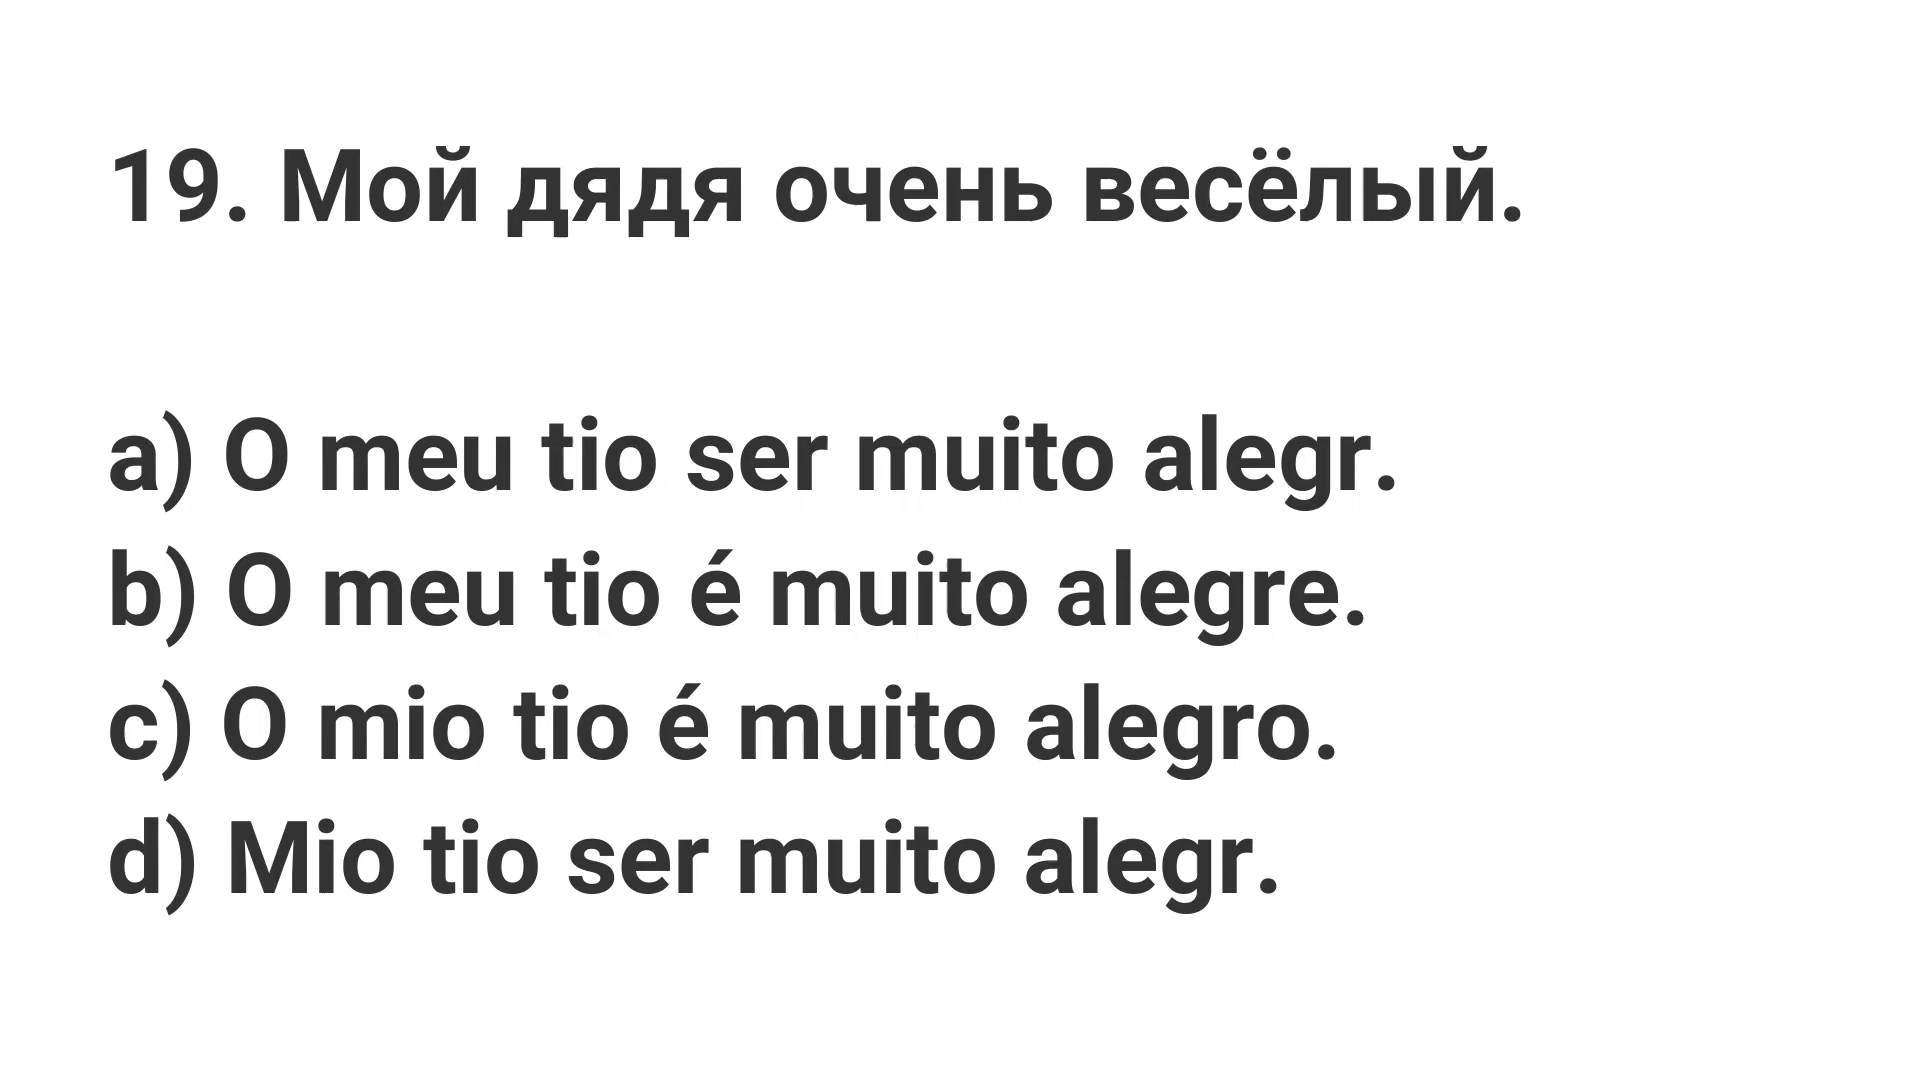 19. Мой дядя очень весёлый.
a) O meu tio ser muito alegr.
b) O meu tio é muito alegre.
c) O mio tio é muito alegro.
d) Mio tio ser muito alegr.